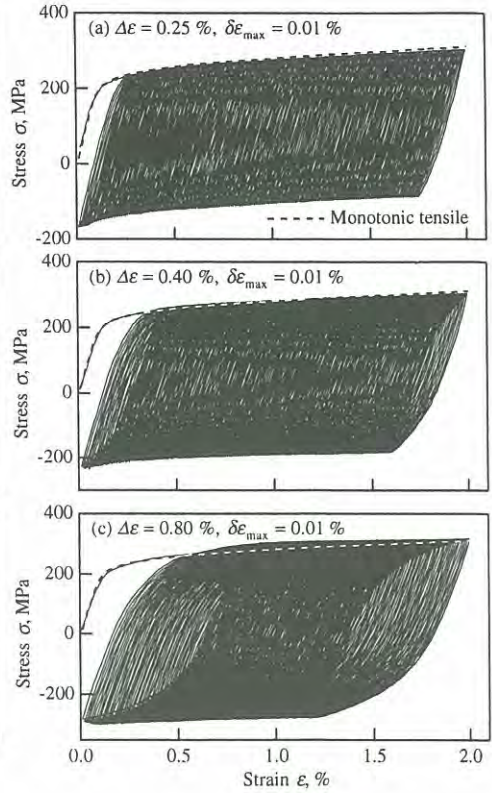 400
(a) Δε = 0.25 %, δεmax = 0.01 %
200
0
-200
Stress σ, MPa
Monotonic tensile
400
(b) Δε = 0.40 %, δεmax = 0.01 %
200
0
-200
Stress σ, MPa
400
(c) Δε = 0.80 %, δεmax = 0.01 %
200
0
-200
Stress σ, MPa
0.0 0.5 1.0 1.5 2.0
Strain ε, %